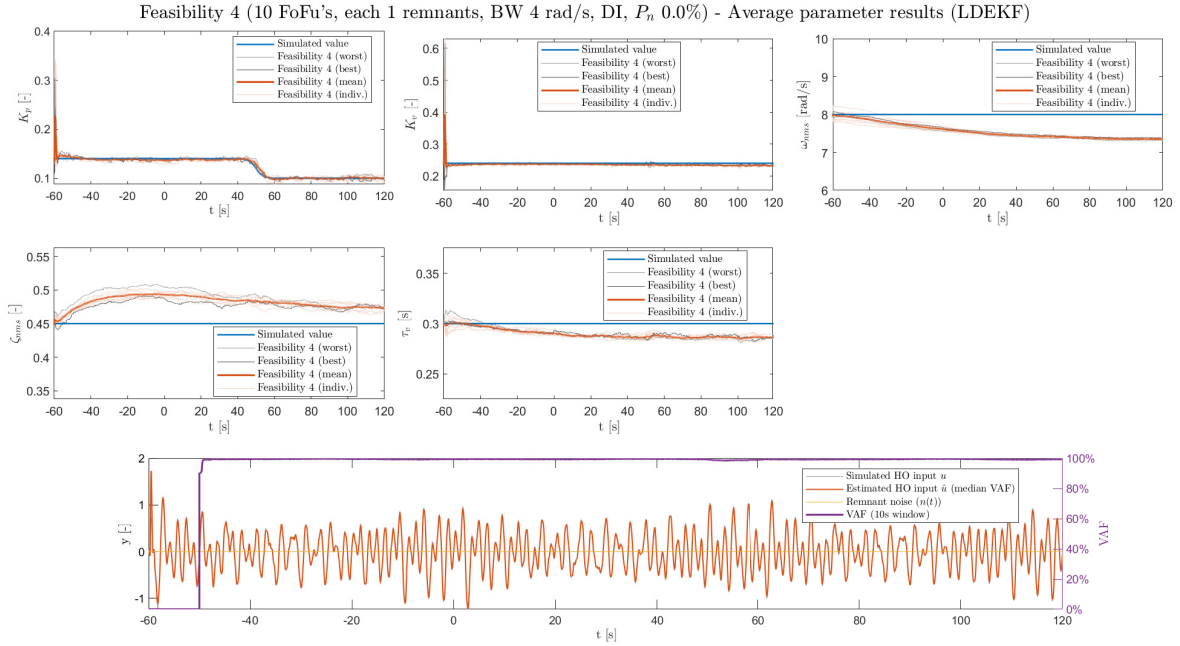 Feasibility 4 (10 FoFu's, each 1 remnants, BW 4 rad/s, DI, P_n 0.0%) - Average parameter results (LDEKF)
0.4
0.3
0.2
0.1
K_p [-]
Simulated value
Feasibility 4 (worst)
Feasibility 4 (best)
Feasibility 4 (mean)
Feasibility 4 (indiv.)
-60 -40 -20 0 20 40 60 80 100 120
t [s]
0.6
0.5
0.4
0.3
0.2
K_v [-]
Simulated value
Feasibility 4 (worst)
Feasibility 4 (best)
Feasibility 4 (mean)
Feasibility 4 (indiv.)
-60 -40 -20 0 20 40 60 80 100 120
t [s]
10
9
8
7
6
ω_nms [rad/s]
Simulated value
Feasibility 4 (worst)
Feasibility 4 (best)
Feasibility 4 (mean)
Feasibility 4 (indiv.)
-60 -40 -20 0 20 40 60 80 100 120
t [s]
0.55
0.5
0.45
0.4
0.35
ζ_nms [-]
Simulated value
Feasibility 4 (worst)
Feasibility 4 (best)
Feasibility 4 (mean)
Feasibility 4 (indiv.)
-60 -40 -20 0 20 40 60 80 100 120
t [s]
0.35
0.3
0.25
τ_v [s]
Simulated value
Feasibility 4 (worst)
Feasibility 4 (best)
Feasibility 4 (mean)
Feasibility 4 (indiv.)
-60 -40 -20 0 20 40 60 80 100 120
t [s]
2
1
0
-1
y [-]
Simulated HO input u
Estimated HO input û (median VAF)
Remnant noise (n(t))
VAF (10s window)
100%
80%
60%
40%
20%
0%
VAF
-60 -40 -20 0 20 40 60 80 100 120
t [s]